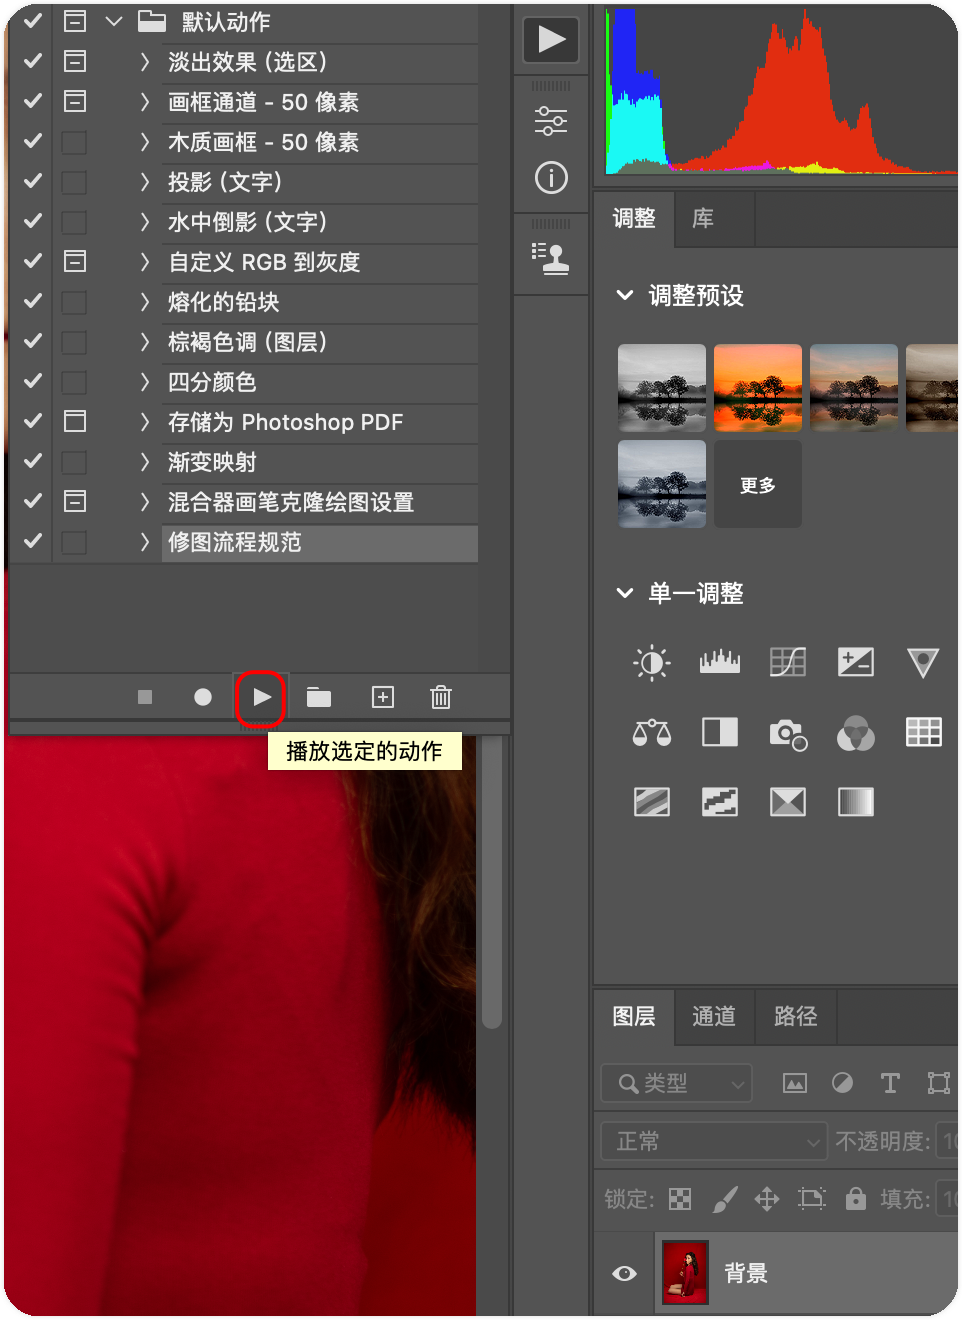 默认动作
淡出效果 (选区)
画框通道 - 50 像素
木质画框 - 50 像素
投影 (文字)
水中倒影 (文字)
自定义 RGB 到灰度
熔化的铅块
棕褐色调 (图层)
四分颜色
存储为 Photoshop PDF
渐变映射
混合器画笔克隆绘图设置
修图流程规范
播放选定的动作
调整 库
调整预设
更多
单一调整
图层 通道 路径
类型
正常 不透明度: 10
锁定: 填充: 10
背景